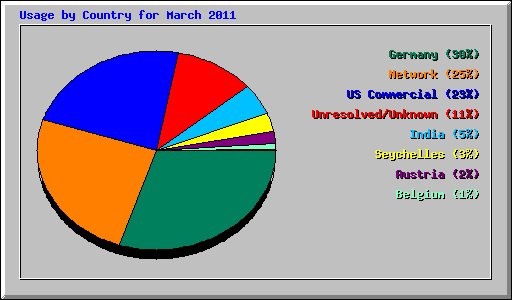 Usage by Country for March 2011
Germany (30%)
Network (25%)
US Commercial (23%)
Unresolved/Unknown (11%)
India (5%)
Seychelles (3%)
Austria (2%)
Belgium (1%)